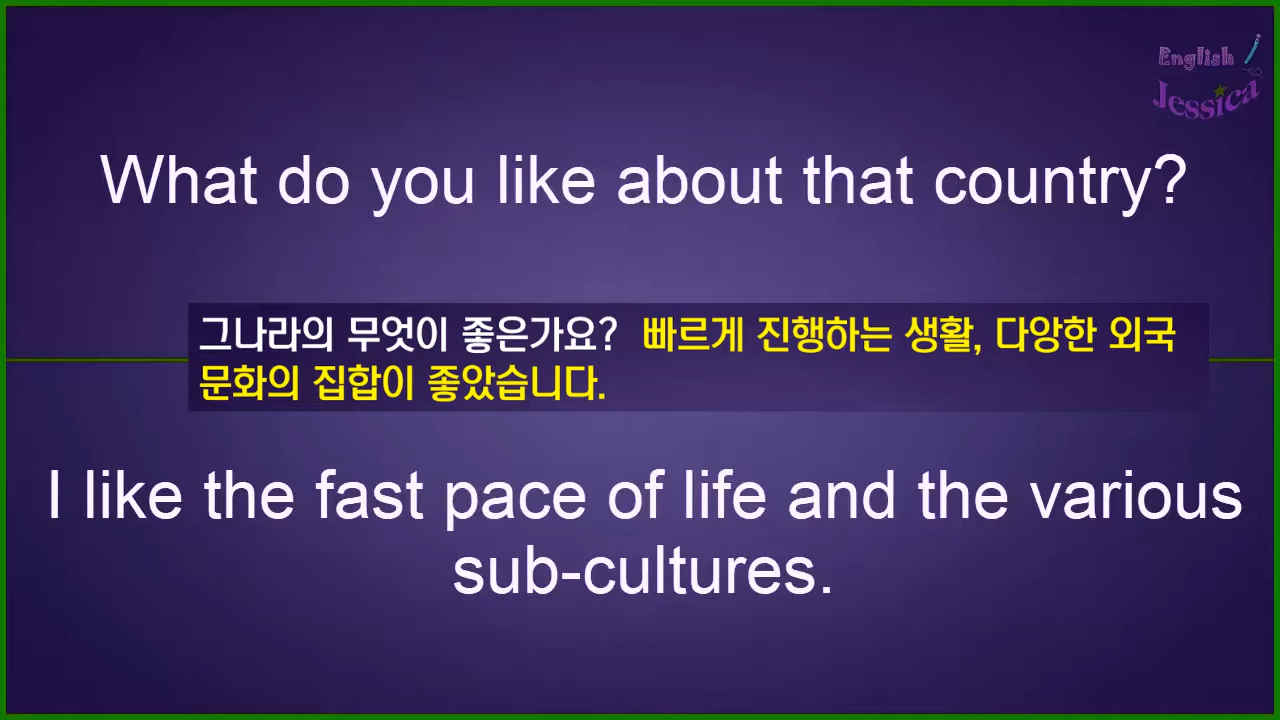 English
Jessica
What do you like about that country?
그나라의 무엇이 좋은가요? 빠르게 진행하는 생활, 다양한 외국
문화의 집합이 좋았습니다.
I like the fast pace of life and the various
sub-cultures.